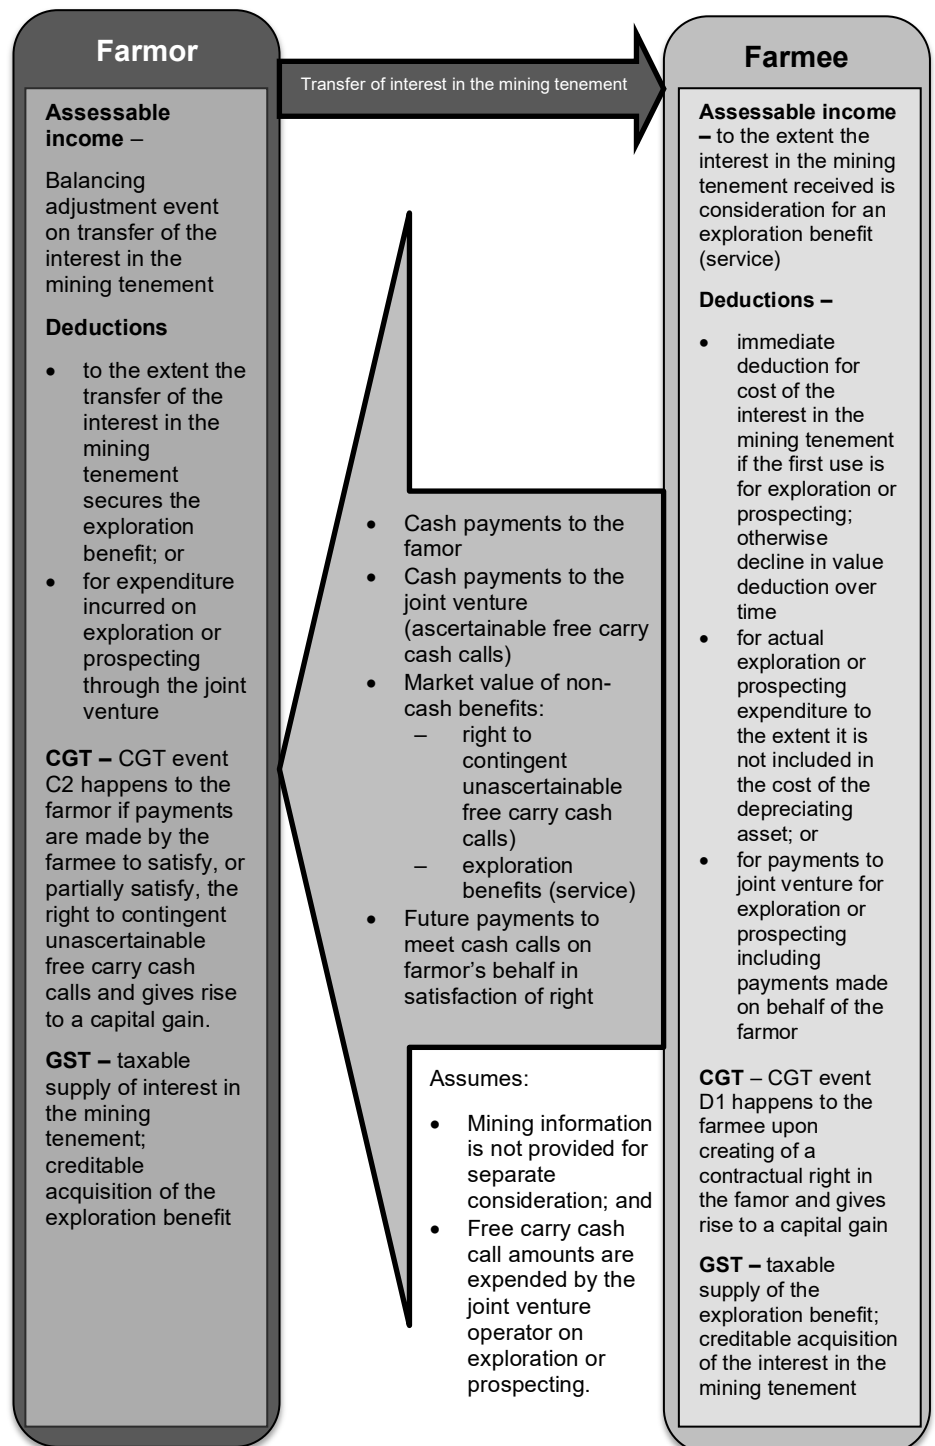 Farmor
Assessable
income –
Balancing
adjustment event
on transfer of the
interest in the
mining tenement
Deductions
• to the extent the
transfer of the
interest in the
mining
tenement
secures the
exploration
benefit; or
• for expenditure
incurred on
exploration or
prospecting
through the joint
venture
CGT – CGT event
C2 happens to the
farmor if payments
are made by the
farmee to satisfy, or
partially satisfy, the
right to contingent
unascertainable
free carry cash
calls and gives rise
to a capital gain.
GST – taxable
supply of interest in
the mining
tenement;
creditable
acquisition of the
exploration benefit
Transfer of interest in the mining tenement
• Cash payments to the
famor
• Cash payments to the
joint venture
(ascertainable free carry
cash calls)
• Market value of non-
cash benefits:
– right to
contingent
unascertainable
free carry cash
calls)
– exploration
benefits (service)
• Future payments to
meet cash calls on
farmor's behalf in
satisfaction of right
Assumes:
• Mining information
is not provided for
separate
consideration; and
• Free carry cash
call amounts are
expended by the
joint venture
operator on
exploration or
prospecting.
Farmee
Assessable income
– to the extent the
interest in the mining
tenement received is
consideration for an
exploration benefit
(service)
Deductions –
• immediate
deduction for
cost of the
interest in the
mining tenement
if the first use is
for exploration or
prospecting;
otherwise
decline in value
deduction over
time
• for actual
exploration or
prospecting
expenditure to
the extent it is
not included in
the cost of the
depreciating
asset; or
• for payments to
joint venture for
exploration or
prospecting
including
payments made
on behalf of the
farmor
CGT – CGT event
D1 happens to the
farmee upon
creating of a
contractual right in
the famor and gives
rise to a capital gain
GST – taxable
supply of the
exploration benefit;
creditable acquisition
of the interest in the
mining tenement